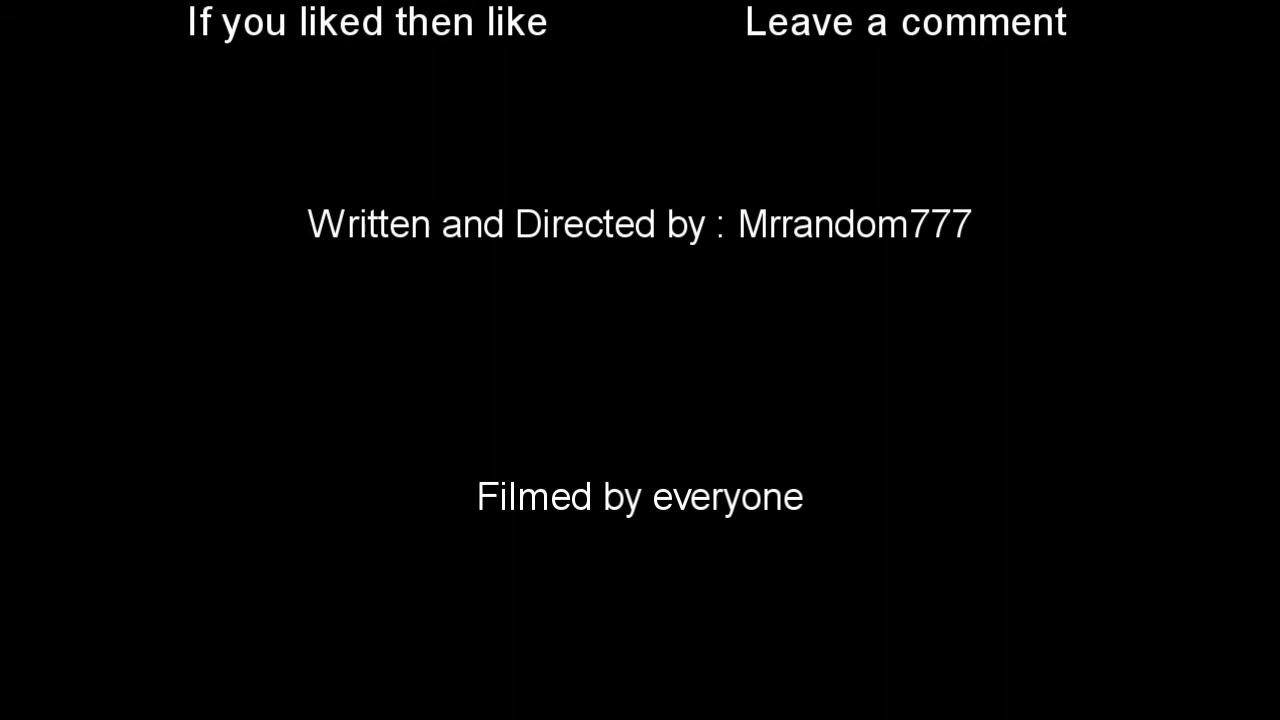 If you liked then like
Leave a comment
Written and Directed by : Mrrandom777
Filmed by everyone